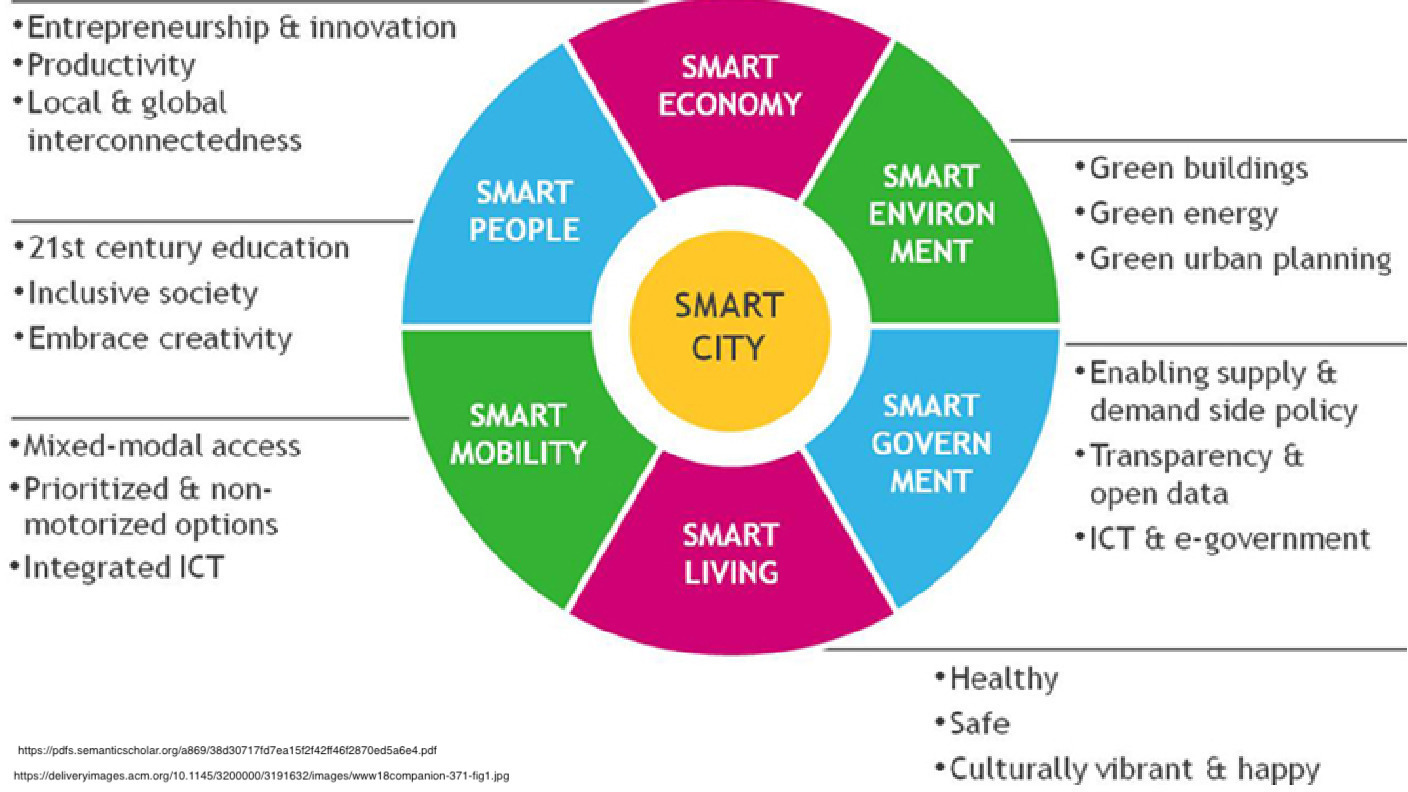 •Entrepreneurship & innovation
•Productivity
•Local & global
interconnectedness
SMART
ECONOMY
SMART
PEOPLE
•21st century education
•Inclusive society
•Embrace creativity
SMART
ENVIRON
MENT
•Green buildings
•Green energy
•Green urban planning
SMART
CITY
SMART
MOBILITY
•Mixed-modal access
•Prioritized & non-
motorized options
•Integrated ICT
SMART
GOVERN
MENT
•Enabling supply &
demand side policy
•Transparency &
open data
•ICT & e-government
SMART
LIVING
•Healthy
•Safe
•Culturally vibrant & happy
https://pdfs.semanticscholar.org/a869/38d30717fd7ea15f2f42ff46f2870ed5a6e4.pdf
https://deliveryimages.acm.org/10.1145/3200000/3191632/images/www18companion-371-fig1.jpg